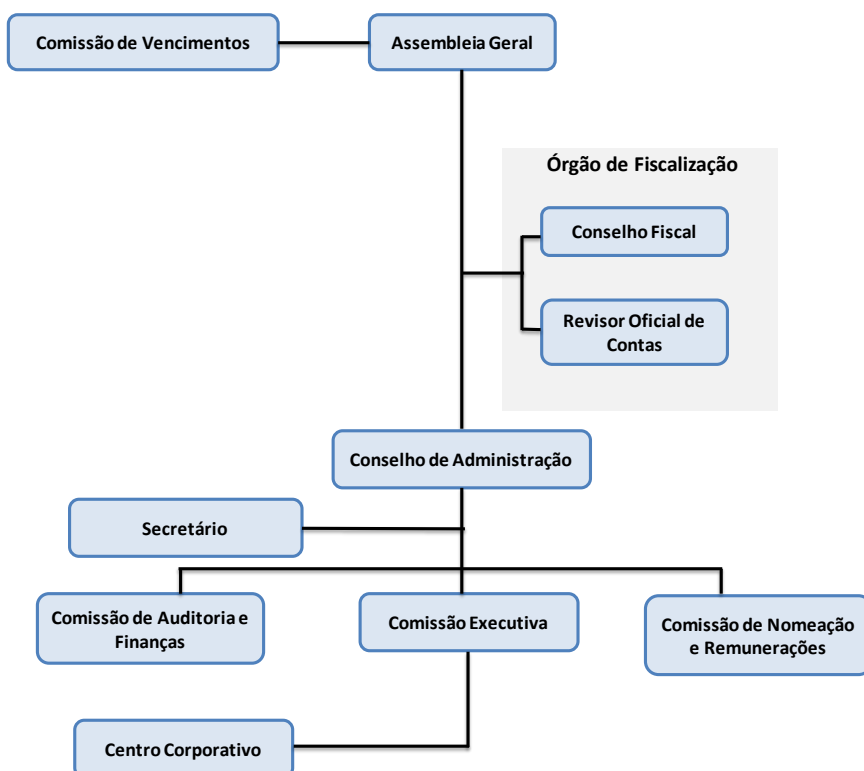 Comissão de Vencimentos
Assembleia Geral
Órgão de Fiscalização
Conselho Fiscal
Revisor Oficial de
Contas
Conselho de Administração
Secretário
Comissão de Auditoria e
Finanças
Comissão Executiva
Comissão de Nomeação
e Remunerações
Centro Corporativo